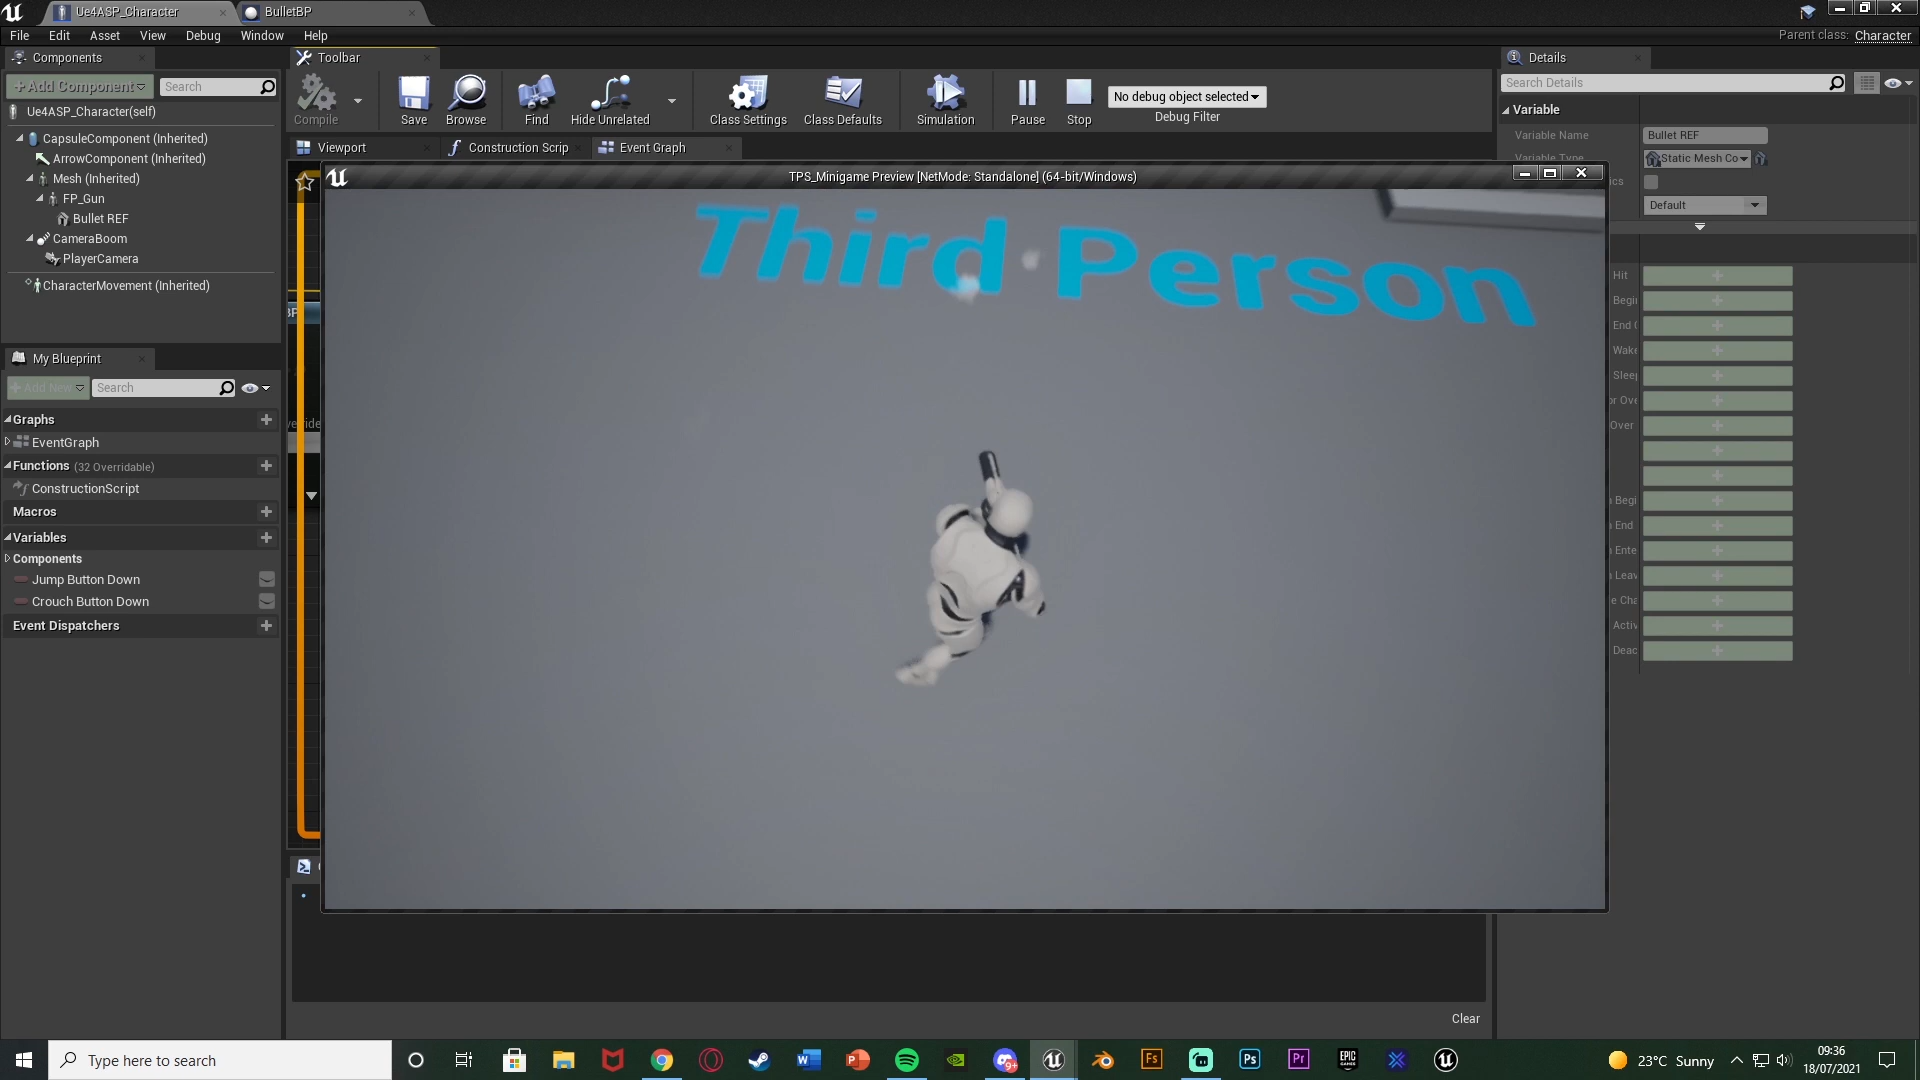 Ue4ASP_Character
BulletBP
File Edit Asset View Debug Window Help
Parent class: Character
Components
Toolbar
Details
+Add Component
Search
Search Details
Ue4ASP_Character(self)
CapsuleComponent (Inherited)
ArrowComponent (Inherited)
Mesh (Inherited)
FP_Gun
Bullet REF
CameraBoom
PlayerCamera
CharacterMovement (Inherited)
Compile
Save
Browse
Find
Hide Unrelated
Class Settings
Class Defaults
Simulation
Pause
Stop
No debug object selected
Debug Filter
Viewport
Construction Scrip
Event Graph
Variable
Variable Name
Bullet REF
Variable Type
Static Mesh Co
ics
Default
TPS_Minigame Preview [NetMode: Standalone] (64-bit/Windows)
Third Person
My Blueprint
+Add New
Search
Graphs
EventGraph
Functions (32 Overridable)
ConstructionScript
Macros
Variables
Components
Jump Button Down
Crouch Button Down
Event Dispatchers
Hit
Begi
End
Wake
Slee
or Ove
Over
Begi
End
Ente
Leav
e Cha
Activ
Deac
Clear
Type here to search
23°C Sunny
09:36
18/07/2021